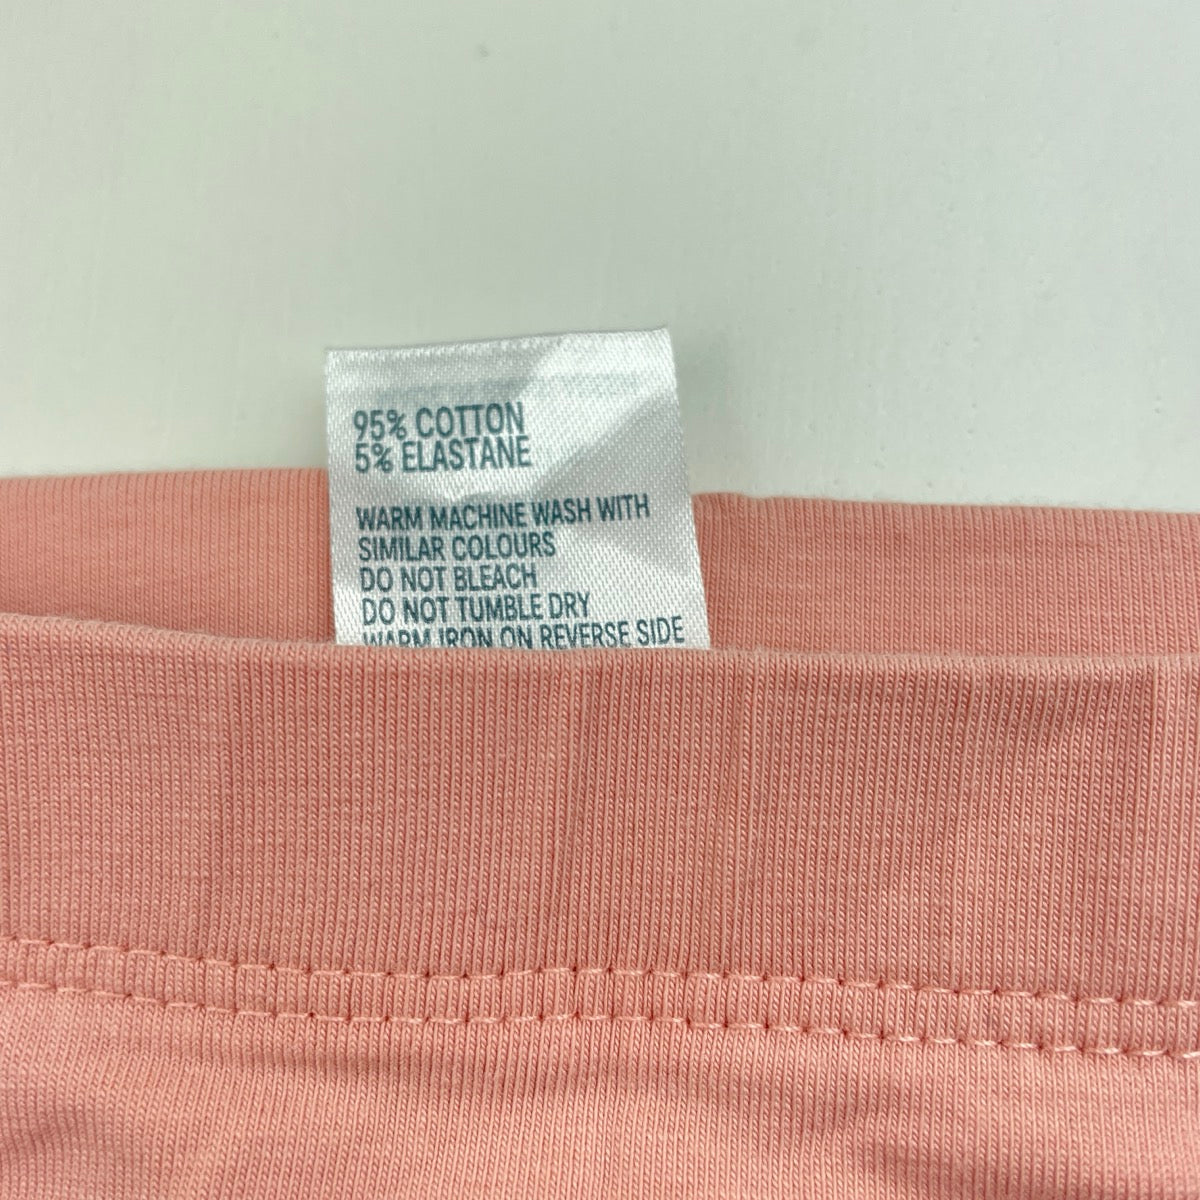 95% COTTON
5% ELASTANE
WARM MACHINE WASH WITH
SIMILAR COLOURS
DO NOT BLEACH
DO NOT TUMBLE DRY
WARM IRON ON REVERSE SIDE